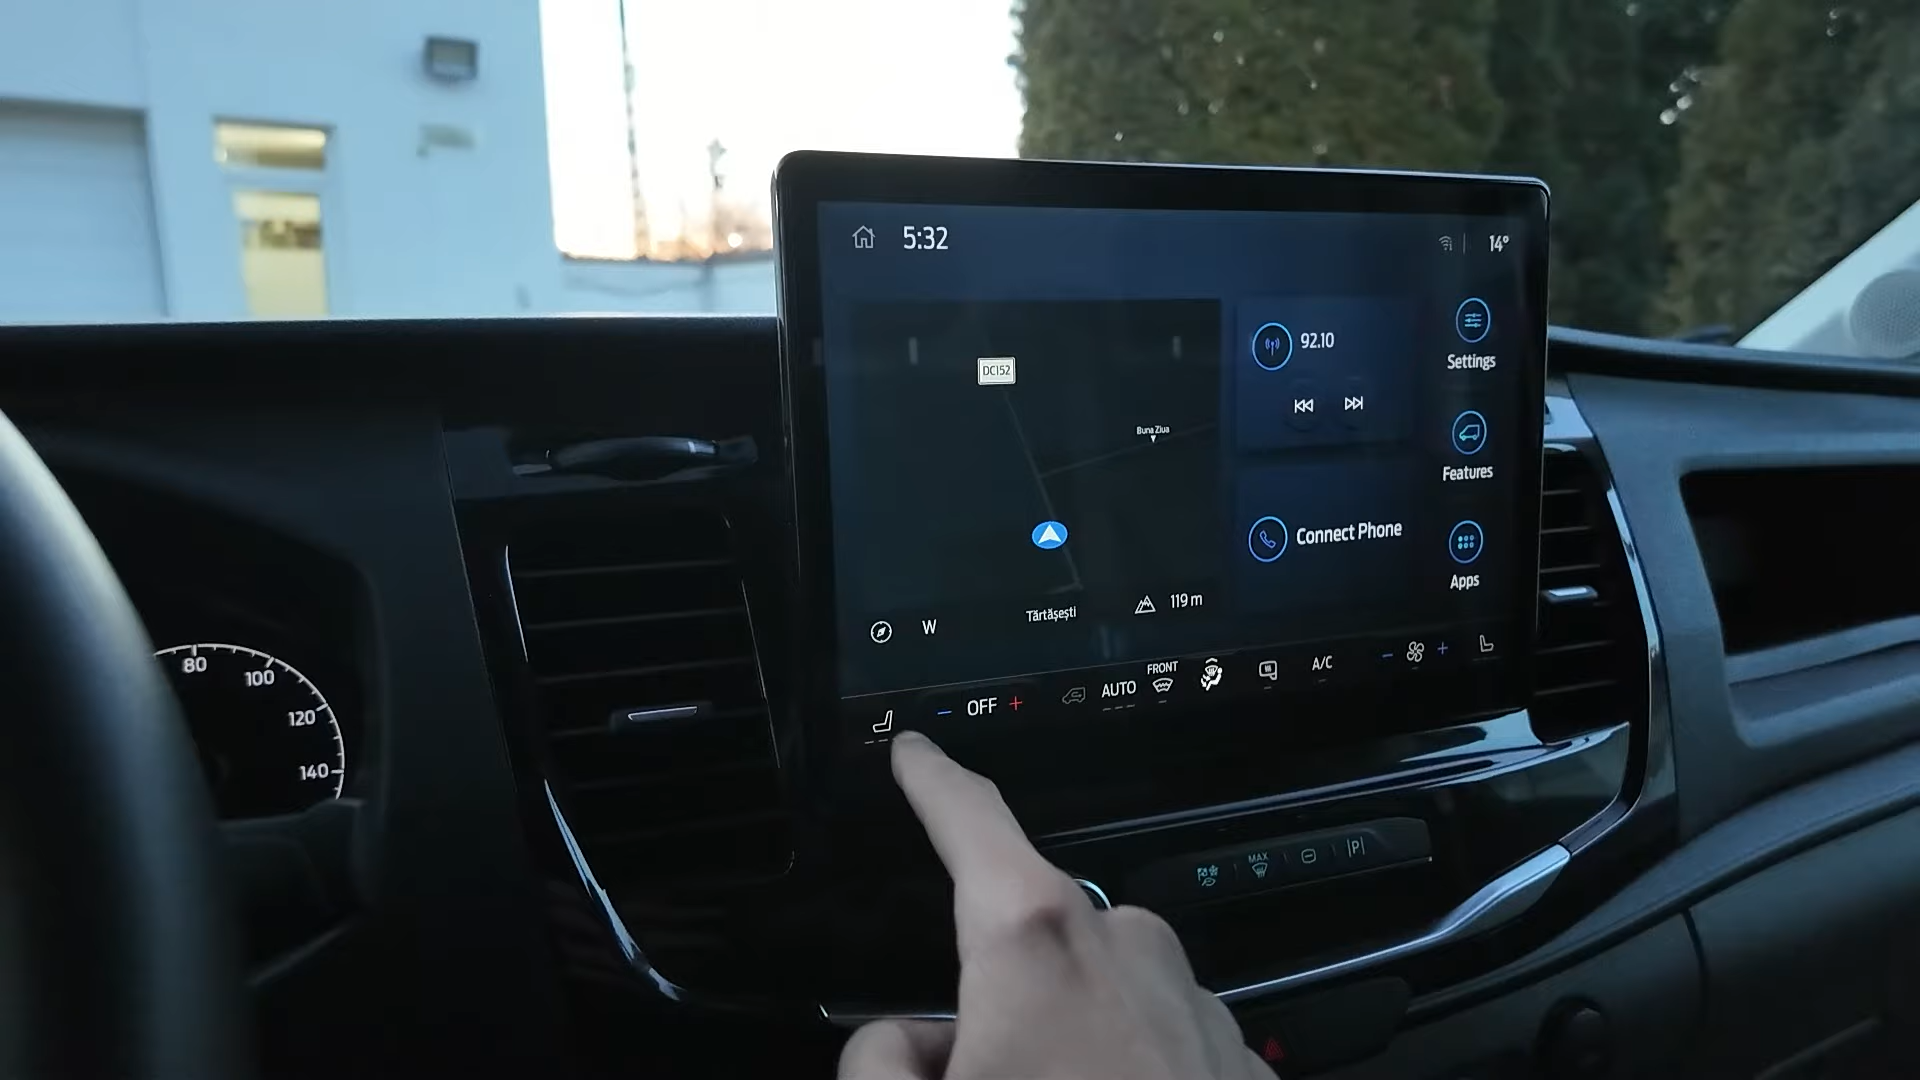 5:32
14°
DC152
92.10
Settings
Buna Ziua
Features
Connect Phone
Apps
W
Tărtășești
119 m
- OFF +
AUTO
FRONT
A/C
- +
MAX
P
80
100
120
140